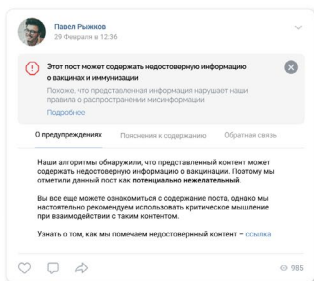 Павел Рыжков
29 Февраля в 12:36
Этот пост может содержать недостоверную информацию
о вакцинах и иммунизации
Похоже, что представленная информация нарушает наши
правила о распространении мисинформации
Подробнее
О предупреждениях Пояснения к содержанию Обратная связь
Наши алгоритмы обнаружили, что представленный контент может
содержать недостоверную информацию о вакцинации. Поэтому мы
отметили данный пост как потенциально нежелательный.
Вы все еще можете ознакомиться с содержание поста, однако мы
настоятельно рекомендуем использовать критическое мышление
при взаимодействии с таким контентом.
Узнать о том, как мы помечаем недостоверный контент – ссылка
985